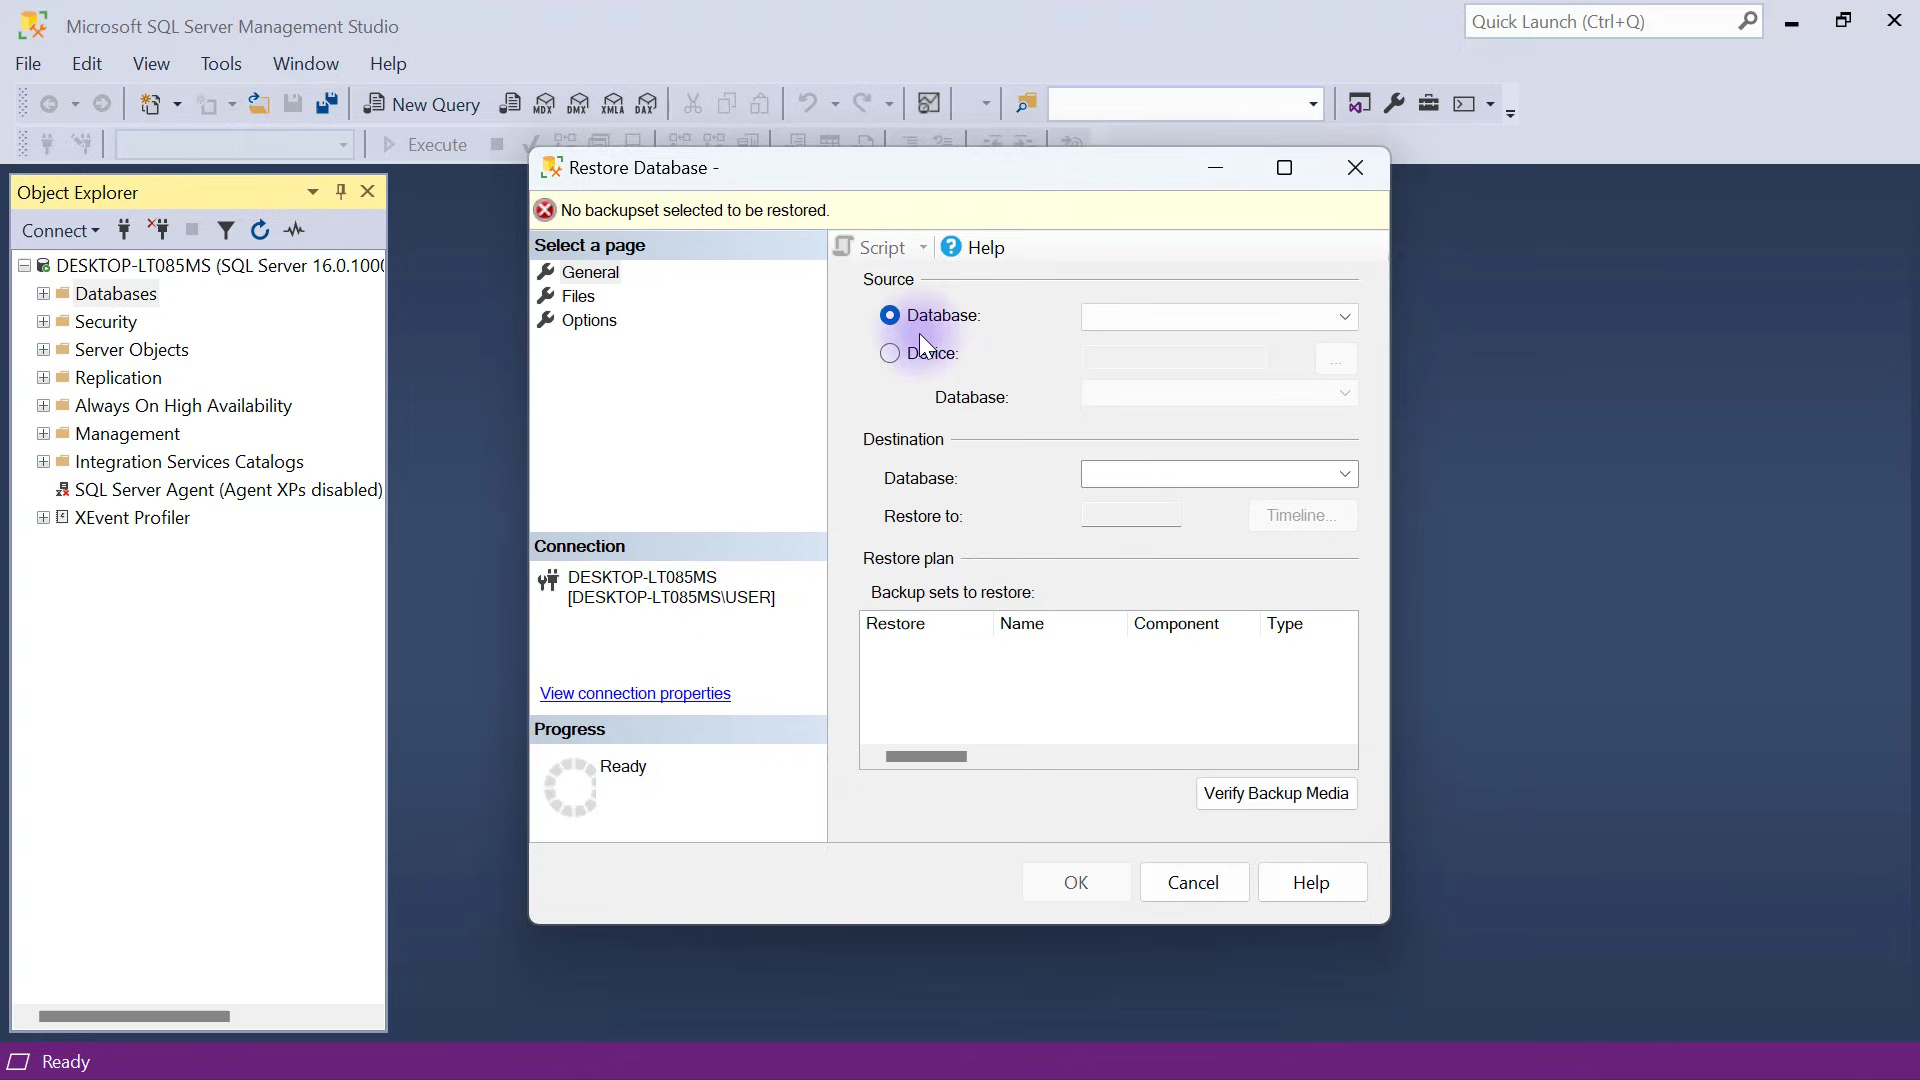 Microsoft SQL Server Management Studio
Quick Launch (Ctrl+Q)
File Edit View Tools Window Help
New Query MDX DMX XMLA DAX
Execute
Object Explorer
Connect
DESKTOP-LT085MS (SQL Server 16.0.100
Databases
Security
Server Objects
Replication
Always On High Availability
Management
Integration Services Catalogs
SQL Server Agent (Agent XPs disabled)
XEvent Profiler
Restore Database -
No backupset selected to be restored.
Select a page
General
Files
Options
Connection
DESKTOP-LT085MS
[DESKTOP-LT085MS\USER]
View connection properties
Progress
Ready
Script Help
Source
Database:
Device:
...
Database:
Destination
Database:
Restore to:
Timeline...
Restore plan
Backup sets to restore:
Restore Name Component Type
Verify Backup Media
OK Cancel Help
Ready